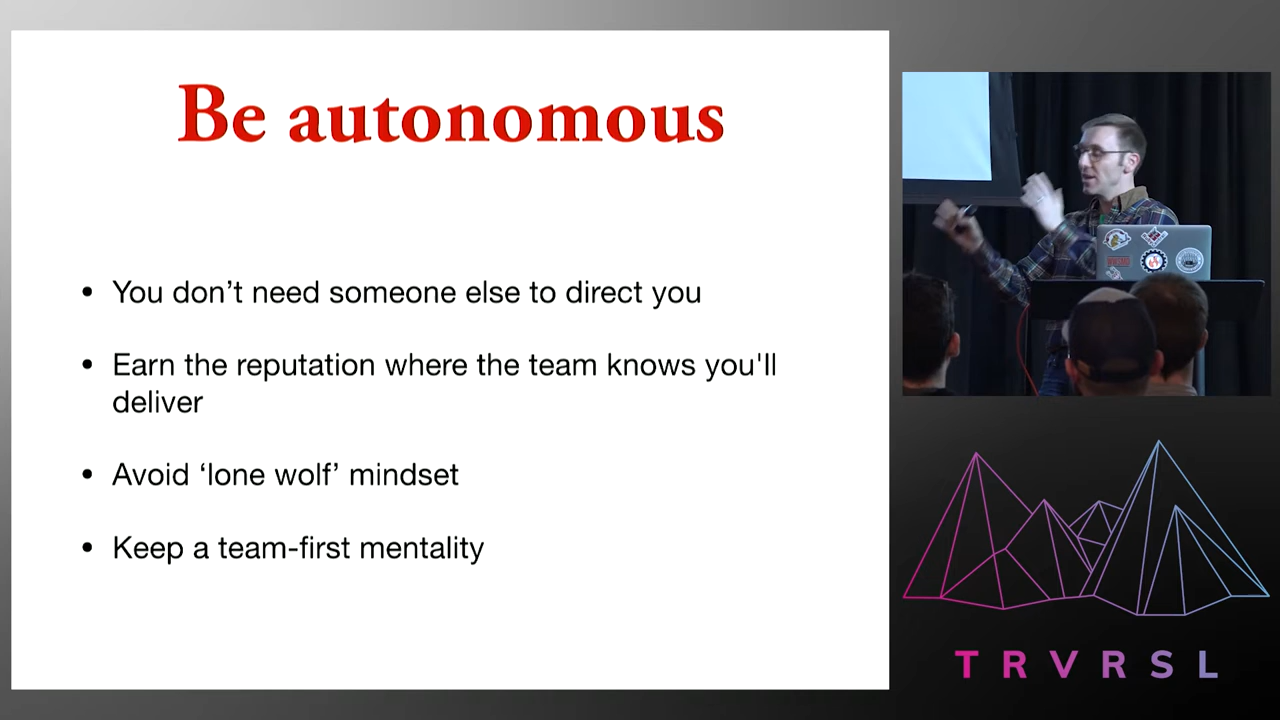 Be autonomous
• You don’t need someone else to direct you
• Earn the reputation where the team knows you'll
deliver
• Avoid ‘lone wolf’ mindset
• Keep a team-first mentality
TRVRSL